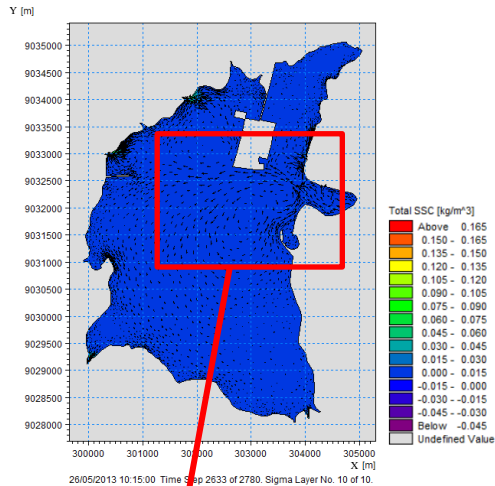 Y [m]
9035000
9034500
9034000
9033500
9033000
9032500
9032000
9031500
9031000
9030500
9030000
9029500
9029000
9028500
9028000
300000 301000 302000 303000 304000 305000
X [m]
26/05/2013 10:15:00 Time Step 2633 of 2780. Sigma Layer No. 10 of 10.
Total SSC [kg/m^3]
Above 0.165
0.150 - 0.165
0.135 - 0.150
0.120 - 0.135
0.105 - 0.120
0.090 - 0.105
0.075 - 0.090
0.060 - 0.075
0.045 - 0.060
0.030 - 0.045
0.015 - 0.030
0.000 - 0.015
-0.015 - 0.000
-0.030 - -0.015
-0.045 - -0.030
Below -0.045
Undefined Value